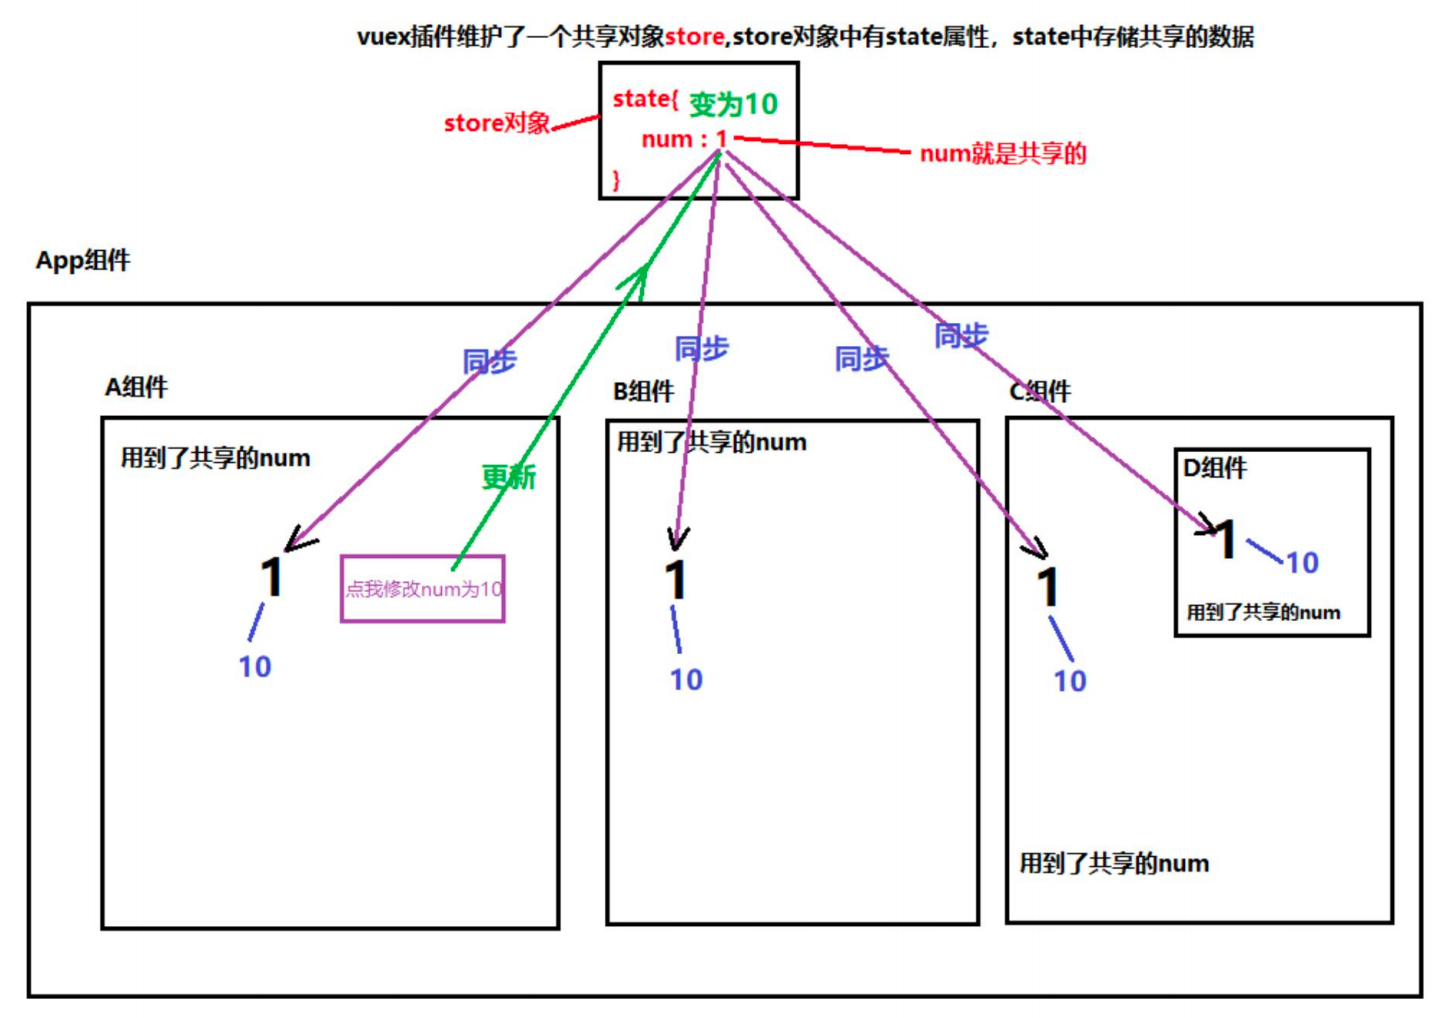 vuex插件维护了一个共享对象store,store对象中有state属性，state中存储共享的数据
state{ 变为10
store对象
num : 1
num就是共享的
}
App组件
同步
同步
同步
同步
A组件
B组件
C组件
用到了共享的num
用到了共享的num
D组件
更新
1
10
用到了共享的num
1
点我修改num为10
10
1
10
1
10
用到了共享的num